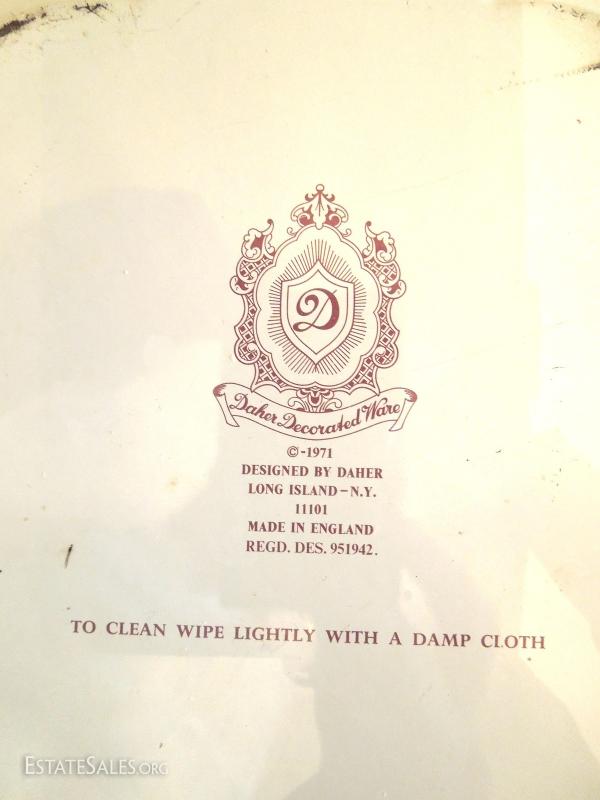 D
Daher Decorated Ware
©-1971
DESIGNED BY DAHER
LONG ISLAND-N.Y.
11101
MADE IN ENGLAND
REGD. DES. 951942.
TO CLEAN WIPE LIGHTLY WITH A DAMP CLOTH
ESTATESALES.ORG